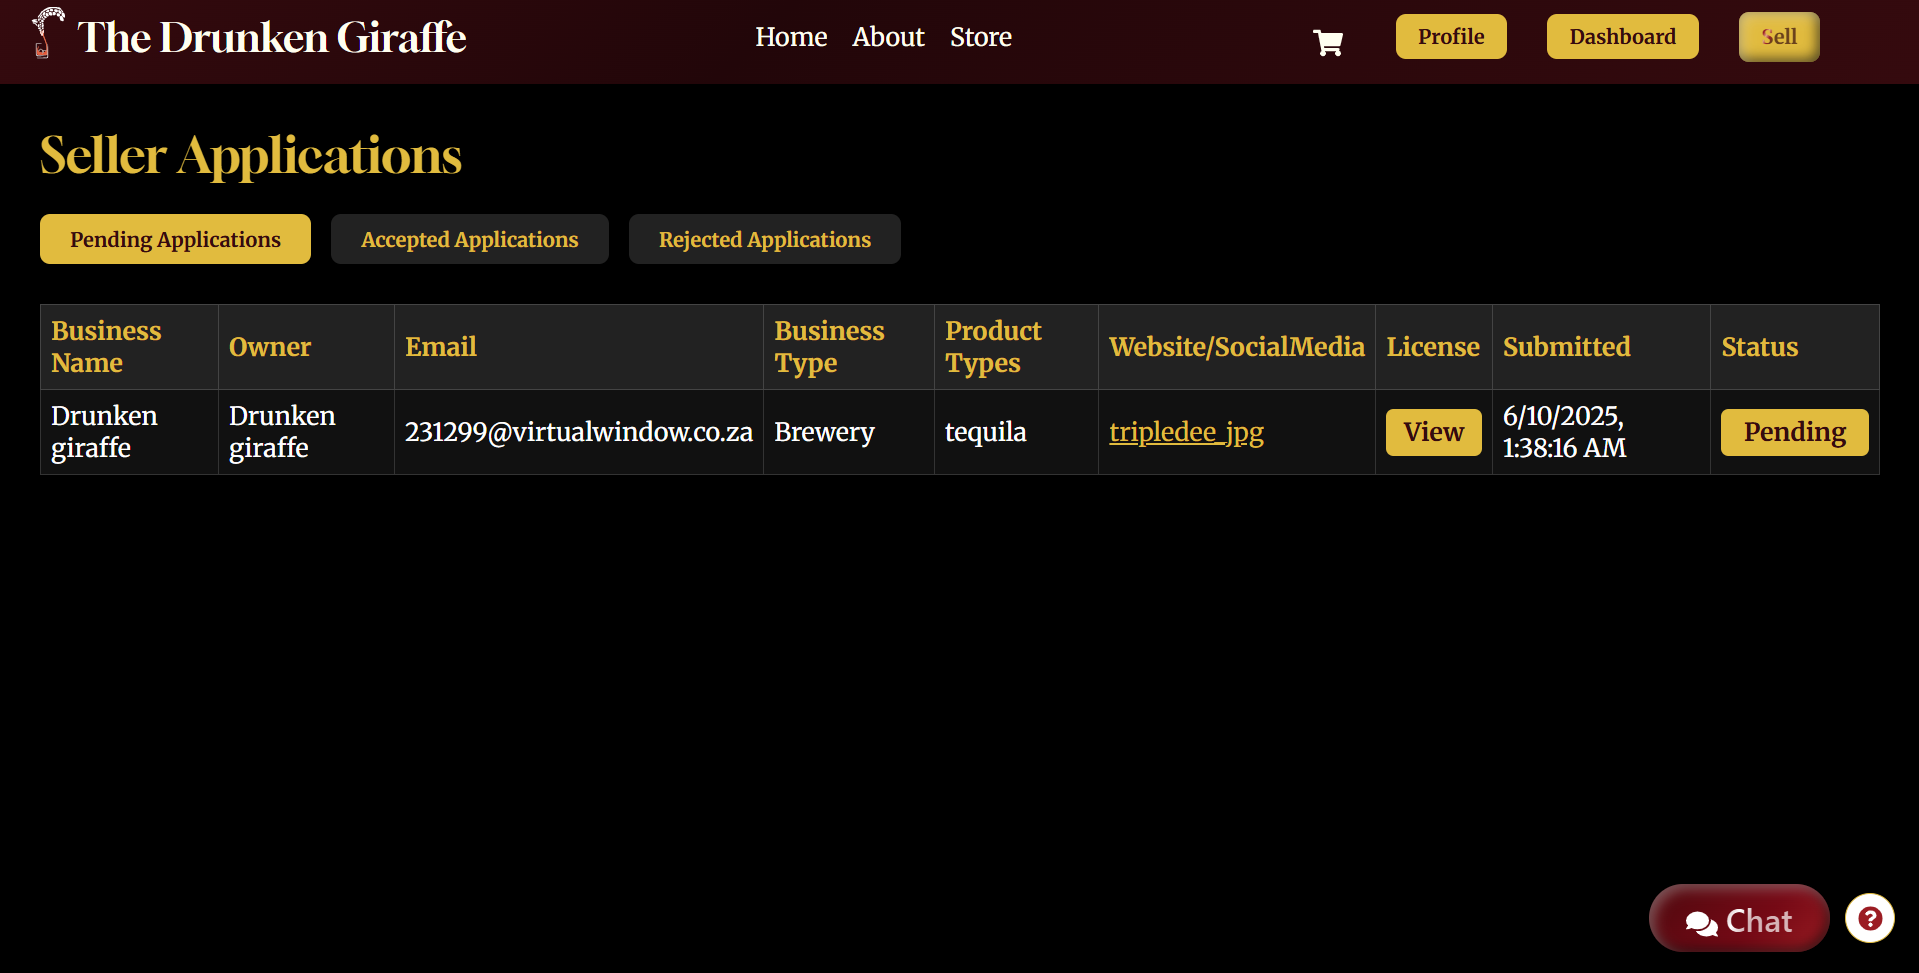 The Drunken Giraffe
Home About Store
Profile Dashboard Sell
Seller Applications
Pending Applications Accepted Applications Rejected Applications
Business Name Owner Email Business Type Product Types Website/SocialMedia License Submitted Status
Drunken giraffe Drunken giraffe 231299@virtualwindow.co.za Brewery tequila tripledee_jpg View 6/10/2025, 1:38:16 AM Pending
Chat ?